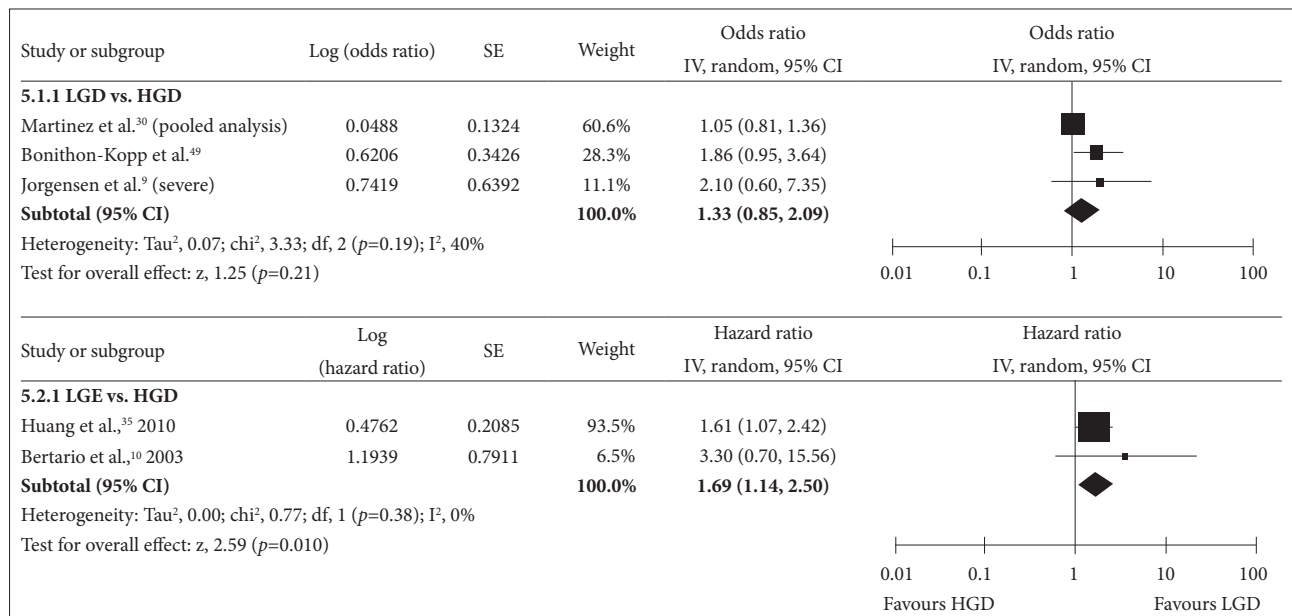 Study or subgroup Log (odds ratio) SE Weight Odds ratio IV, random, 95% CI Odds ratio IV, random, 95% CI
5.1.1 LGD vs. HGD
Martinez et al.³⁰ (pooled analysis) 0.0488 0.1324 60.6% 1.05 (0.81, 1.36)
Bonithon-Kopp et al.⁴⁹ 0.6206 0.3426 28.3% 1.86 (0.95, 3.64)
Jorgensen et al.⁹ (severe) 0.7419 0.6392 11.1% 2.10 (0.60, 7.35)
Subtotal (95% CI) 100.0% 1.33 (0.85, 2.09)
Heterogeneity: Tau², 0.07; chi², 3.33; df, 2 (p=0.19); I², 40%
Test for overall effect: z, 1.25 (p=0.21)
0.01 0.1 1 10 100
Study or subgroup Log (hazard ratio) SE Weight Hazard ratio IV, random, 95% CI Hazard ratio IV, random, 95% CI
5.2.1 LGE vs. HGD
Huang et al.,³⁵ 2010 0.4762 0.2085 93.5% 1.61 (1.07, 2.42)
Bertario et al.,¹⁰ 2003 1.1939 0.7911 6.5% 3.30 (0.70, 15.56)
Subtotal (95% CI) 100.0% 1.69 (1.14, 2.50)
Heterogeneity: Tau², 0.00; chi², 0.77; df, 1 (p=0.38); I², 0%
Test for overall effect: z, 2.59 (p=0.010)
0.01 0.1 1 10 100
Favours HGD Favours LGD